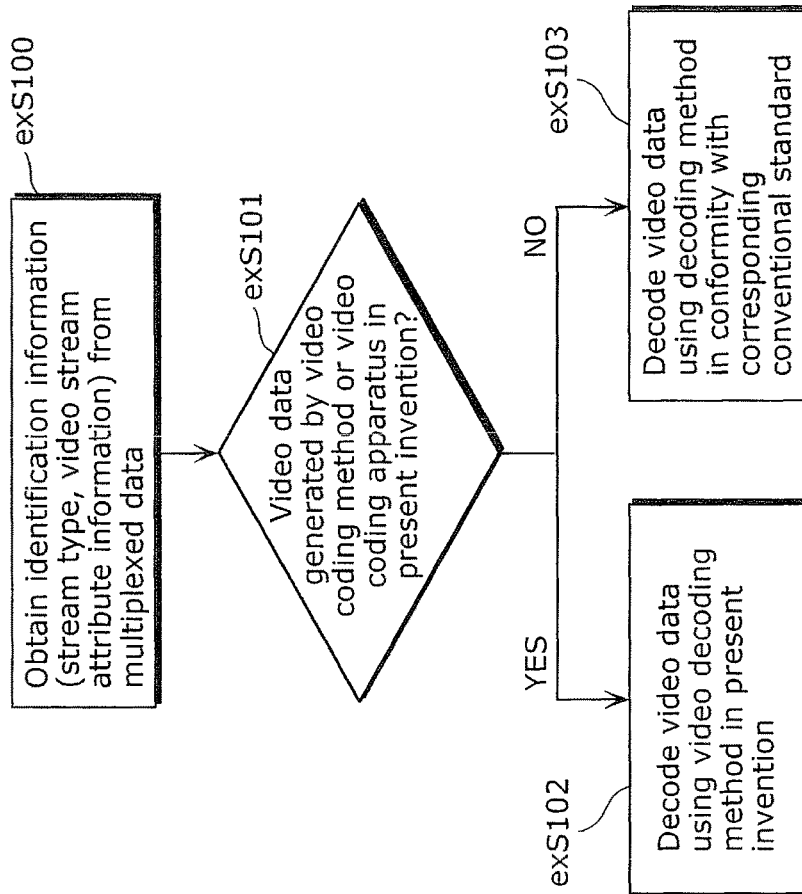 exS100
Obtain identification information
(stream type, video stream
attribute information) from
multiplexed data
exS101
Video data
generated by video
coding method or video
coding apparatus in
present invention?
YES
NO
exS102
Decode video data
using video decoding
method in present
invention
exS103
Decode video data
using decoding method
in conformity with
corresponding
conventional standard